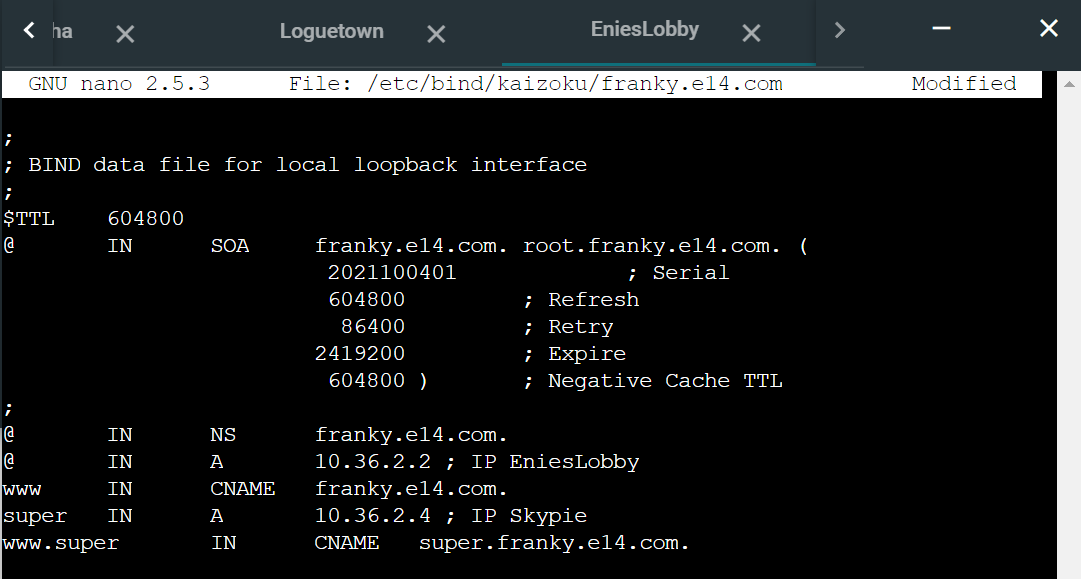 ha Loguetown EniesLobby
GNU nano 2.5.3 File: /etc/bind/kaizoku/franky.e14.com Modified
;
; BIND data file for local loopback interface
;
$TTL 604800
@ IN SOA franky.e14.com. root.franky.e14.com. (
2021100401 ; Serial
604800 ; Refresh
86400 ; Retry
2419200 ; Expire
604800 ) ; Negative Cache TTL
;
@ IN NS franky.e14.com.
@ IN A 10.36.2.2 ; IP EniesLobby
www IN CNAME franky.e14.com.
super IN A 10.36.2.4 ; IP Skypie
www.super IN CNAME super.franky.e14.com.